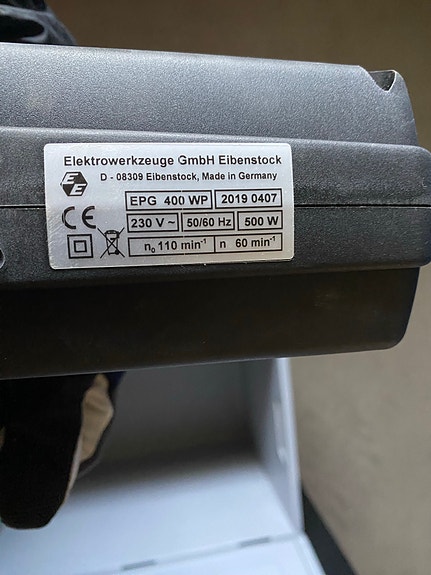 Elektrowerkzeuge GmbH Eibenstock
D - 08309 Eibenstock, Made in Germany
EE
EPG 400 WP 2019 0407
CE
230 V ~ 50/60 Hz 500 W
n₀ 110 min⁻¹ n 60 min⁻¹